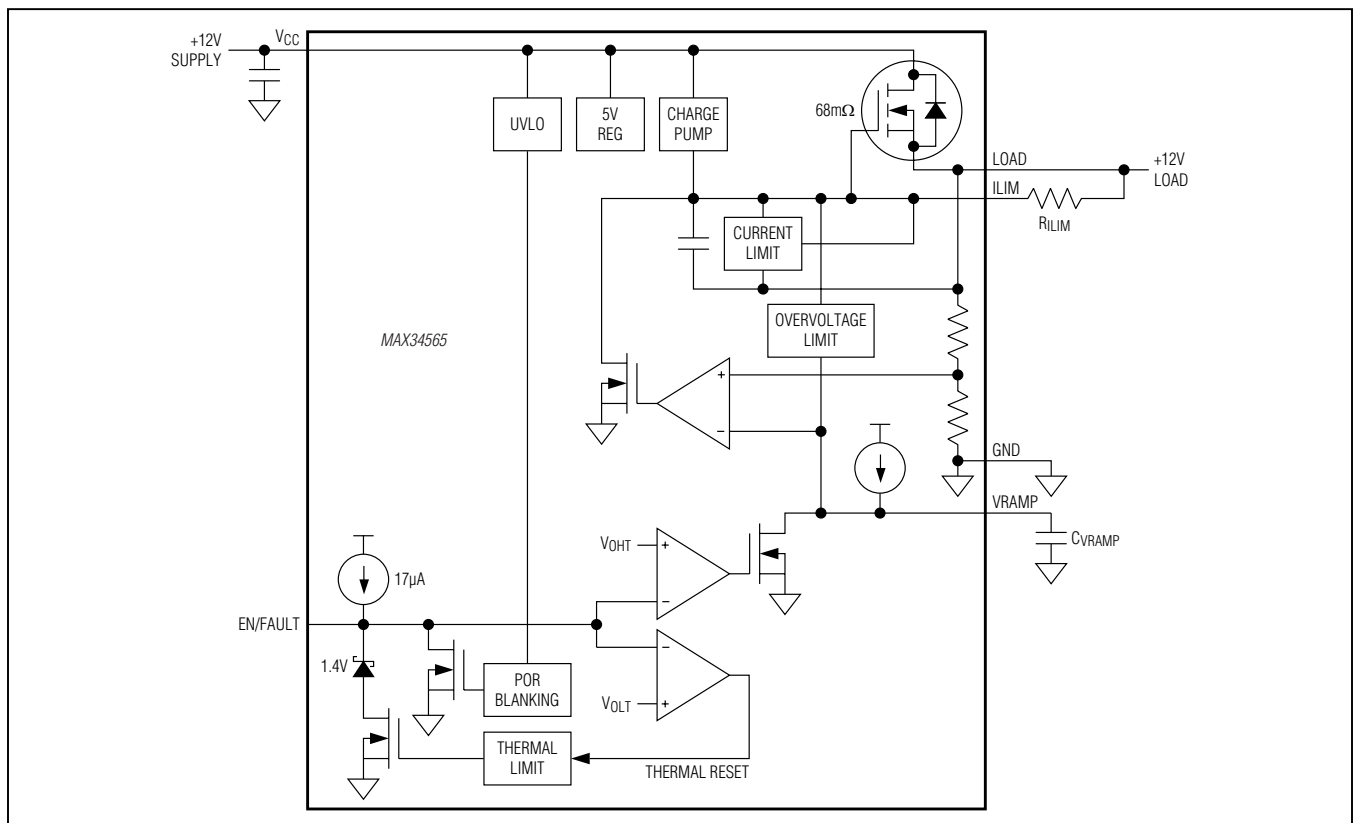 +12V
SUPPLY
VCC
UVLO
5V
REG
CHARGE
PUMP
68mΩ
LOAD
+12V
LOAD
ILIM
RILIM
CURRENT
LIMIT
OVERVOLTAGE
LIMIT
MAX34565
+
−
GND
VRAMP
CVRAMP
VOHT
+
−
17µA
EN/FAULT
1.4V
POR
BLANKING
−
VOLT
+
THERMAL
LIMIT
THERMAL RESET